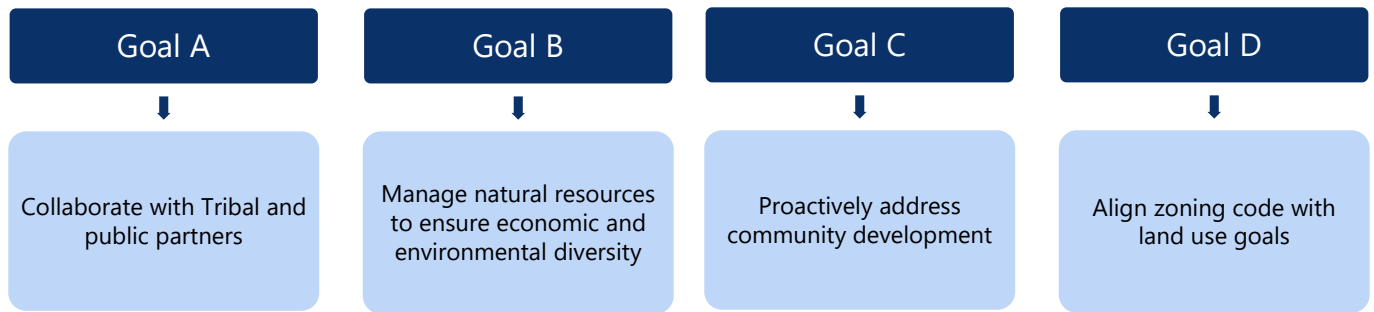 Goal A
Goal B
Goal C
Goal D
Collaborate with Tribal and
public partners
Manage natural resources
to ensure economic and
environmental diversity
Proactively address
community development
Align zoning code with
land use goals